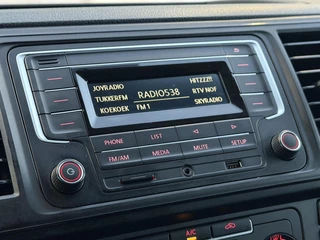 JOYRADIO HITZZZ!!
TUKKERFM RADIO538 RTV NOF
KOEKOEK FM 1 SKYRADIO
PHONE LIST
FM/AM MEDIA MUTE SETUP
A/C